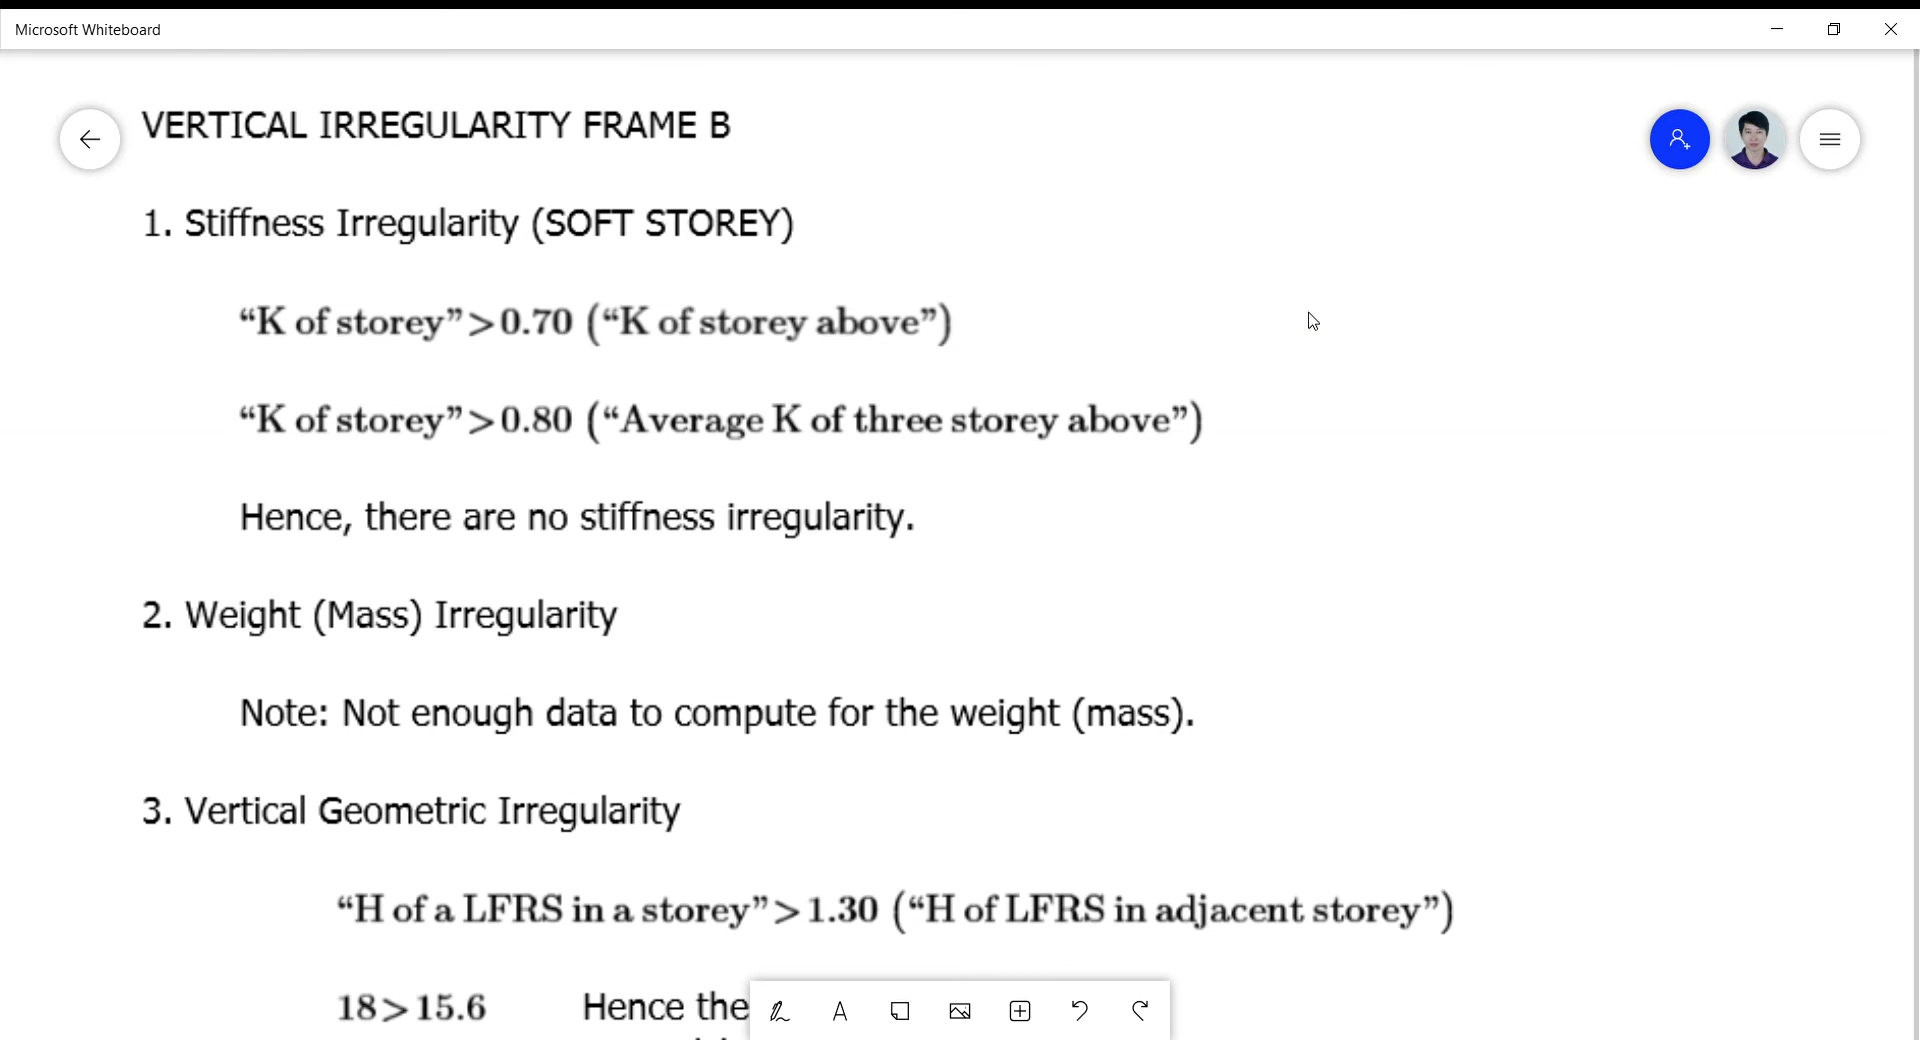 Microsoft Whiteboard
VERTICAL IRREGULARITY FRAME B
1. Stiffness Irregularity (SOFT STOREY)
“K of storey”>0.70 (“K of storey above”)
“K of storey”>0.80 (“Average K of three storey above”)
Hence, there are no stiffness irregularity.
2. Weight (Mass) Irregularity
Note: Not enough data to compute for the weight (mass).
3. Vertical Geometric Irregularity
“H of a LFRS in a storey”>1.30 (“H of LFRS in adjacent storey”)
18>15.6 Hence the